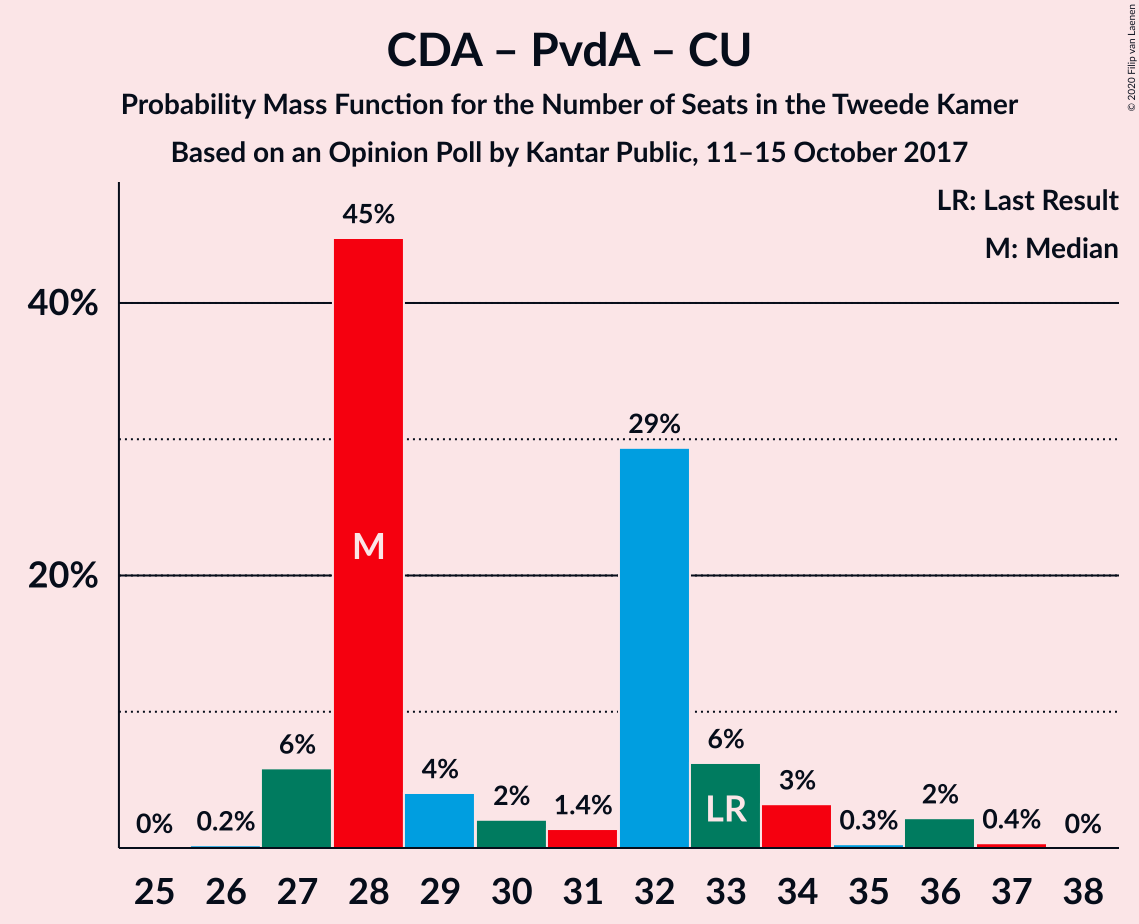 CDA – PvdA – CU
Probability Mass Function for the Number of Seats in the Tweede Kamer
Based on an Opinion Poll by Kantar Public, 11–15 October 2017
© 2020 Filip van Laenen
LR: Last Result
M: Median
40%
20%
0%
0.2%
6%
45%
4%
2%
1.4%
29%
6%
3%
0.3%
2%
0.4%
0%
M
LR
25 26 27 28 29 30 31 32 33 34 35 36 37 38